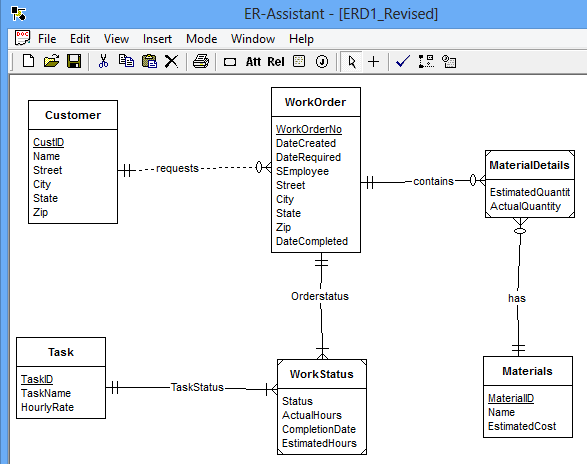 ER-Assistant - [ERD1_Revised]
DOC File Edit View Insert Mode Window Help
Att Rel
Customer
CustID
Name
Street
City
State
Zip
requests
WorkOrder
WorkOrderNo
DateCreated
DateRequired
SEmployee
Street
City
State
Zip
DateCompleted
contains
MaterialDetails
EstimatedQuantit
ActualQuantity
Orderstatus
has
Task
TaskID
TaskName
HourlyRate
TaskStatus
WorkStatus
Status
ActualHours
CompletionDate
EstimatedHours
Materials
MaterialID
Name
EstimatedCost